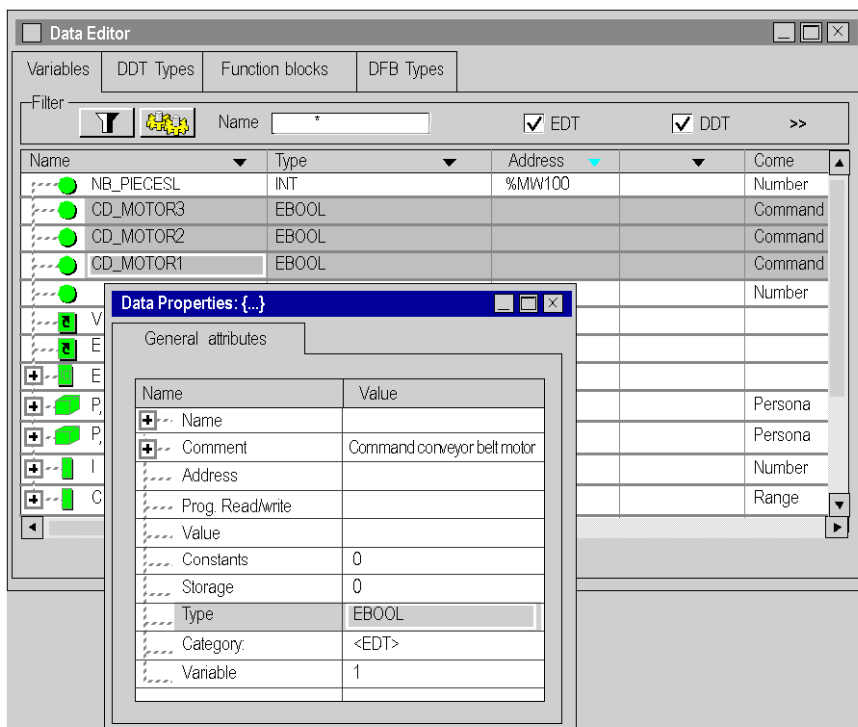 Data Editor
Variables DDT Types Function blocks DFB Types
Filter
Name * EDT DDT >>
Name Type Address Come
NB_PIECESL INT %MW100 Number
CD_MOTOR3 EBOOL Command
CD_MOTOR2 EBOOL Command
CD_MOTOR1 EBOOL Command
Number
V
E
E
P,
Persona
P,
Persona
I
Number
C
Range
Data Properties: {...}
General attributes
Name Value
Name
Comment Command conveyor belt motor
Address
Prog. Read/write
Value
Constants 0
Storage 0
Type EBOOL
Category: <EDT>
Variable 1